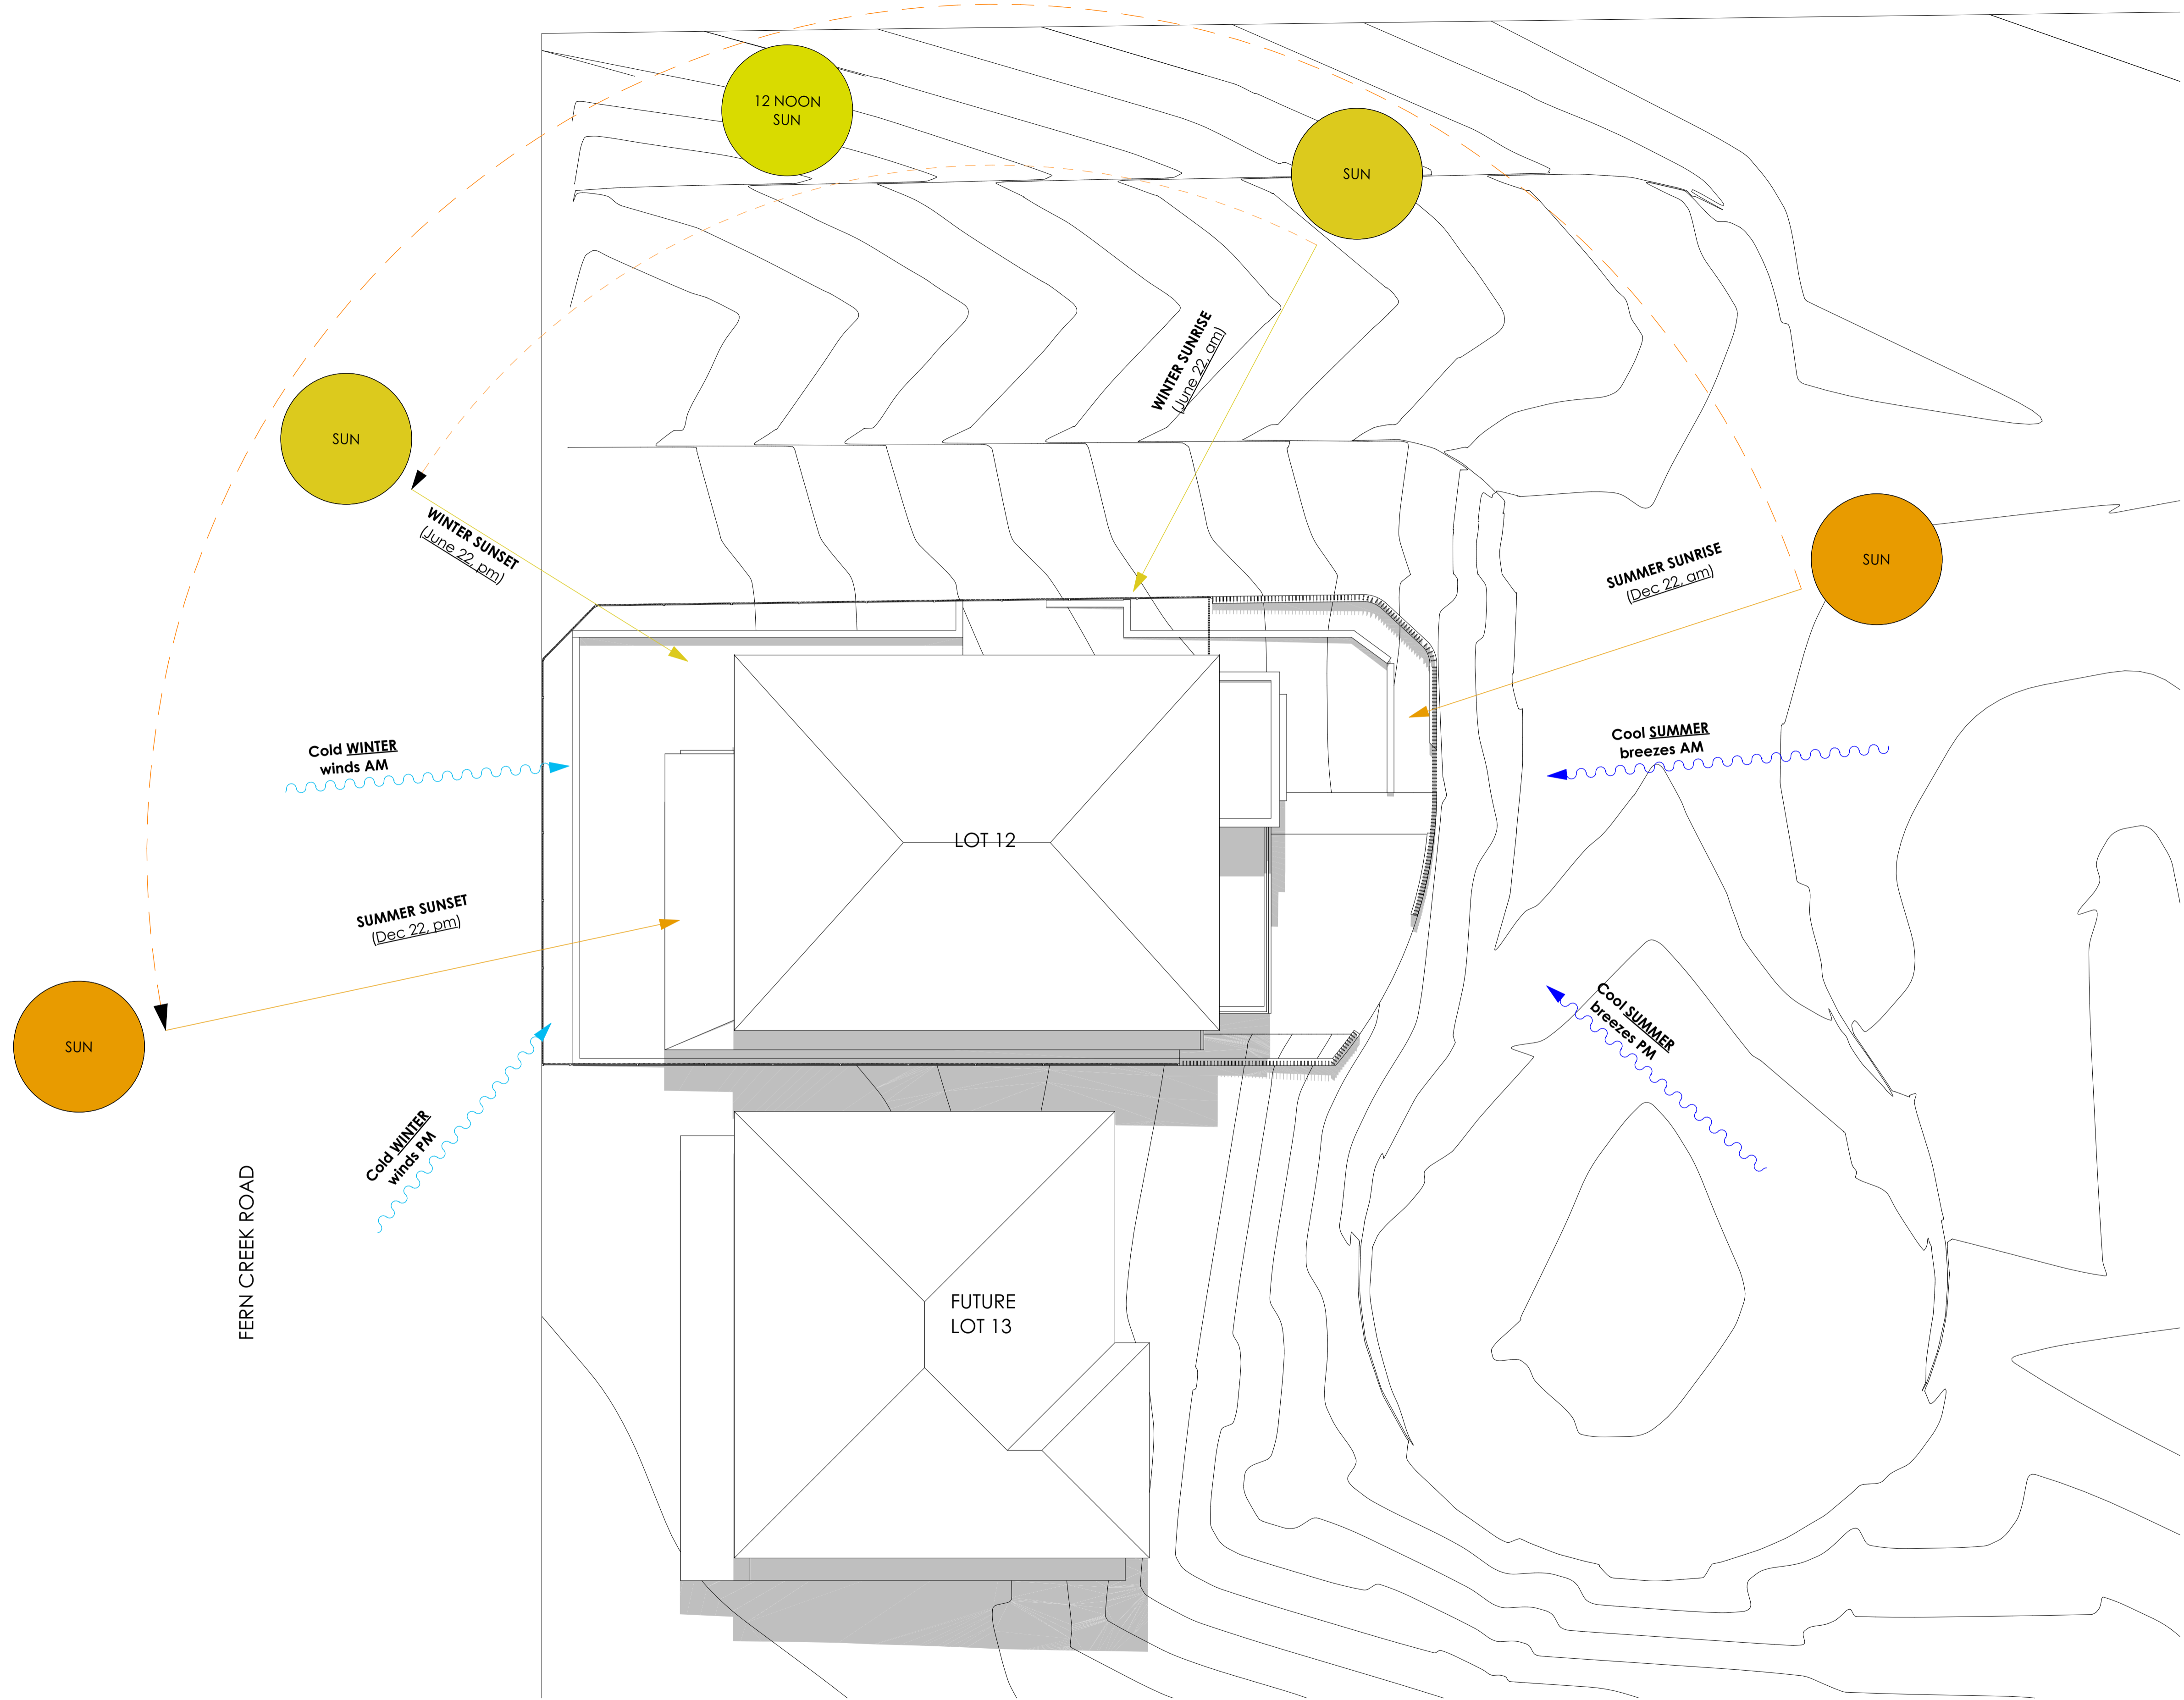 12 NOON
SUN
SUN
WINTER SUNRISE
(June 22, am)
SUN
WINTER SUNSET
(June 22, pm)
SUN
SUMMER SUNRISE
(Dec 22, am)
Cold WINTER
winds AM
Cool SUMMER
breezes AM
LOT 12
SUMMER SUNSET
(Dec 22, pm)
SUN
Cool SUMMER
breezes PM
Cold WINTER
winds PM
FERN CREEK ROAD
FUTURE
LOT 13